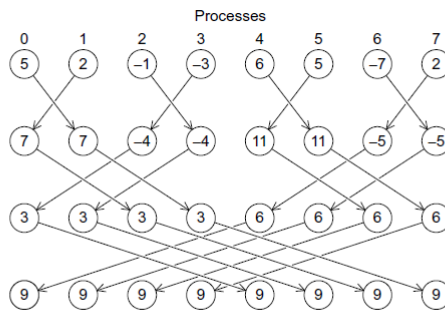 Processes
0 1 2 3 4 5 6 7
5 2 –1 –3 6 5 –7 2
7 7 –4 –4 11 11 –5 –5
3 3 3 3 6 6 6 6
9 9 9 9 9 9 9 9